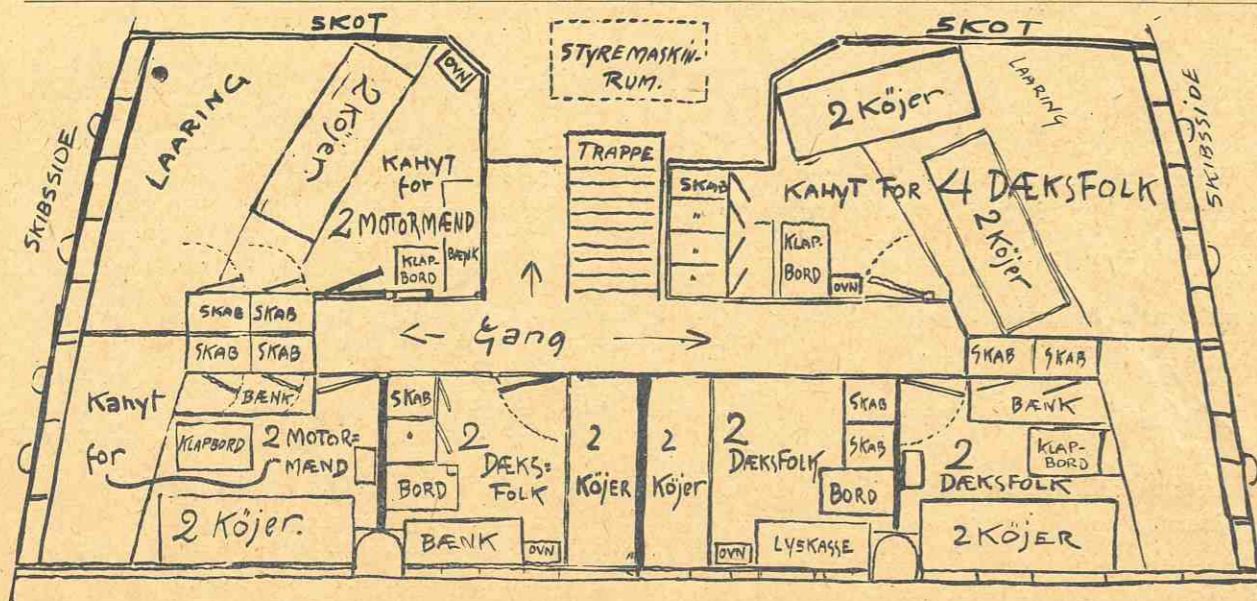 SKOT
SKOT
STYREMASKIN-
RUM.
SKIBSSIDE
LAARING
2 Köjer.
OVN
KAHYT
for
2 MOTORMÆND
KLAP-
BORD
BÆNK
TRAPPE
SKAB
"
"
"
2 Köjer
LAARING
SKIBSSIDE
KAHYT FOR 4 DÆKSFOLK
2 Köjer
KLAP-
BORD
OVN
SKAB SKAB
SKAB SKAB
<- Gang ->
SKAB SKAB
Kahyt
for
BÆNK
KLAPBORD
2 MOTOR=
MÆND
2 Köjer.
SKAB
"
BORD
BÆNK
OVN
2
DÆKS=
FOLK
2
Köjer
2
Köjer
2
DÆKSFOLK
SKAB
SKAB
BORD
OVN
LYSKASSE
BÆNK
KLAP-
BORD
2
DÆKSFOLK
2 KÖJER